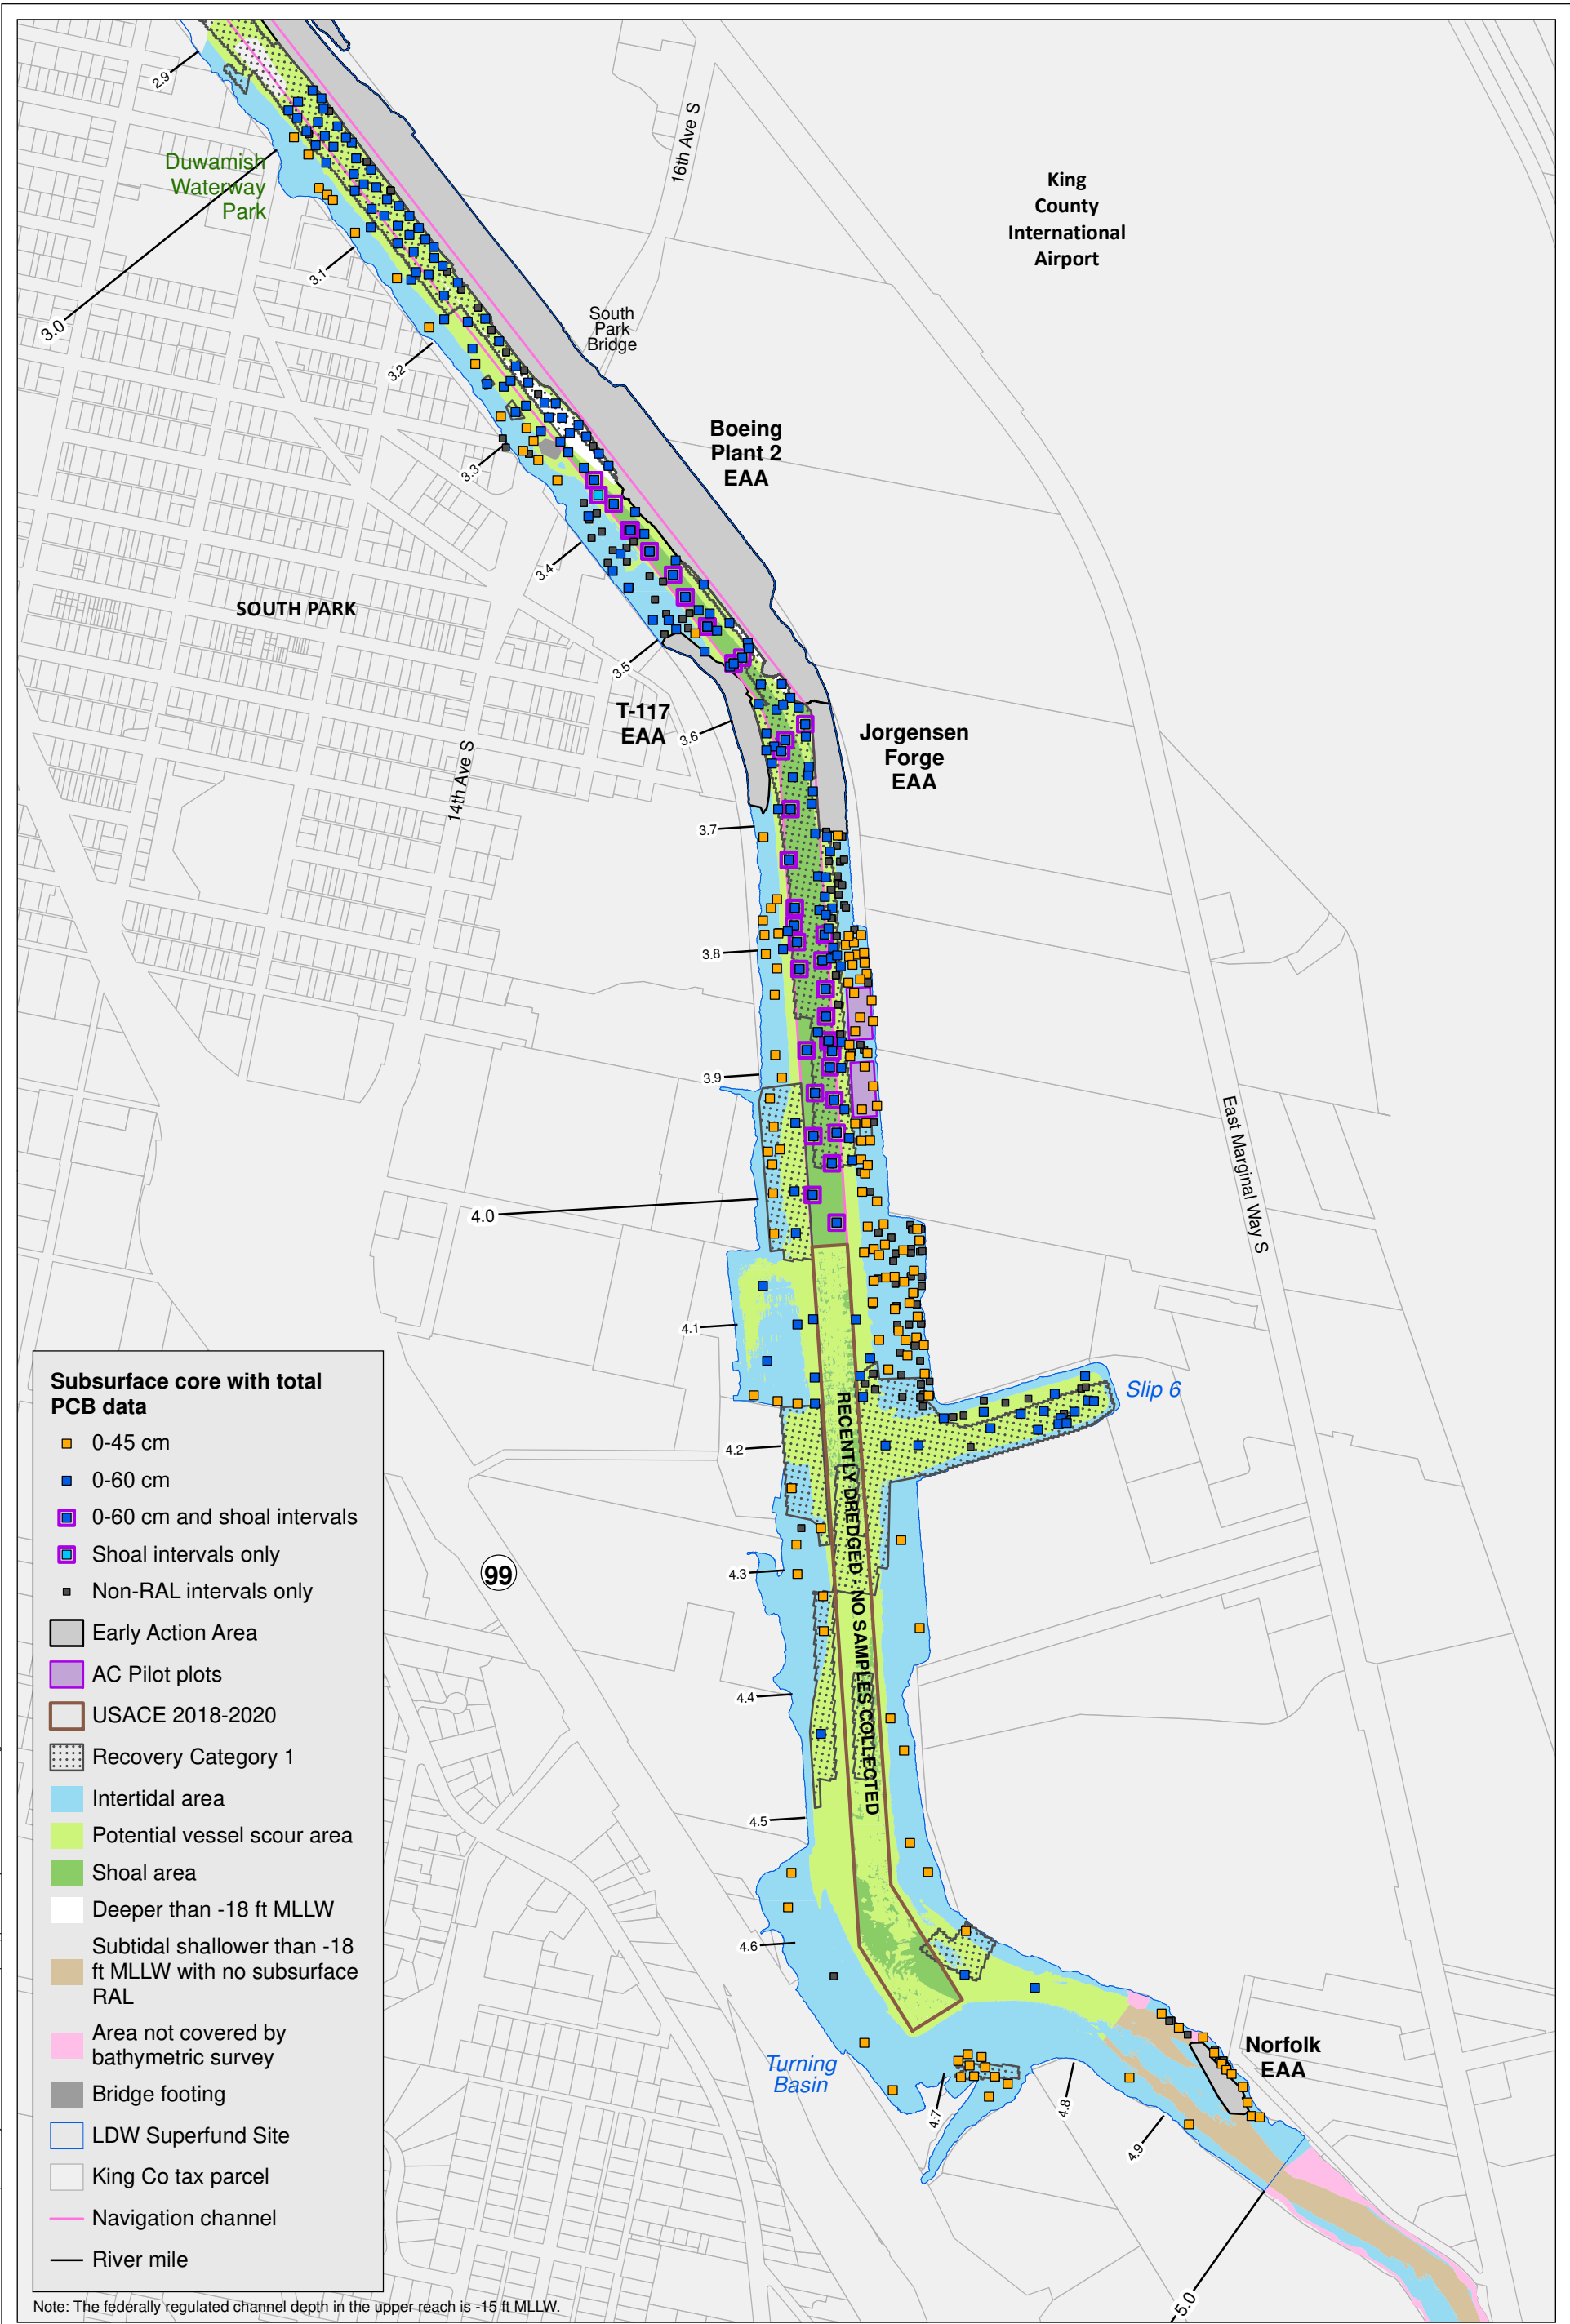 2.9
16th Ave S
Duwamish
Waterway
Park
King
County
International
Airport
3.1
3.0
South
Park
Bridge
3.2
Boeing
Plant 2
EAA
3.3
3.4
SOUTH PARK
3.5
T-117
EAA
3.6
Jorgensen
Forge
EAA
14th Ave S
3.7
3.8
3.9
East Marginal Way S
4.0
4.1
Slip 6
4.2
RECENTLY DREDGED - NO SAMPLES COLLECTED
4.3
99
4.4
4.5
4.6
Turning
Basin
Norfolk
EAA
4.7
4.8
4.9
5.0
Subsurface core with total
PCB data
0-45 cm
0-60 cm
0-60 cm and shoal intervals
Shoal intervals only
Non-RAL intervals only
Early Action Area
AC Pilot plots
USACE 2018-2020
Recovery Category 1
Intertidal area
Potential vessel scour area
Shoal area
Deeper than -18 ft MLLW
Subtidal shallower than -18
ft MLLW with no subsurface
RAL
Area not covered by
bathymetric survey
Bridge footing
LDW Superfund Site
King Co tax parcel
Navigation channel
River mile
Note: The federally regulated channel depth in the upper reach is -15 ft MLLW.